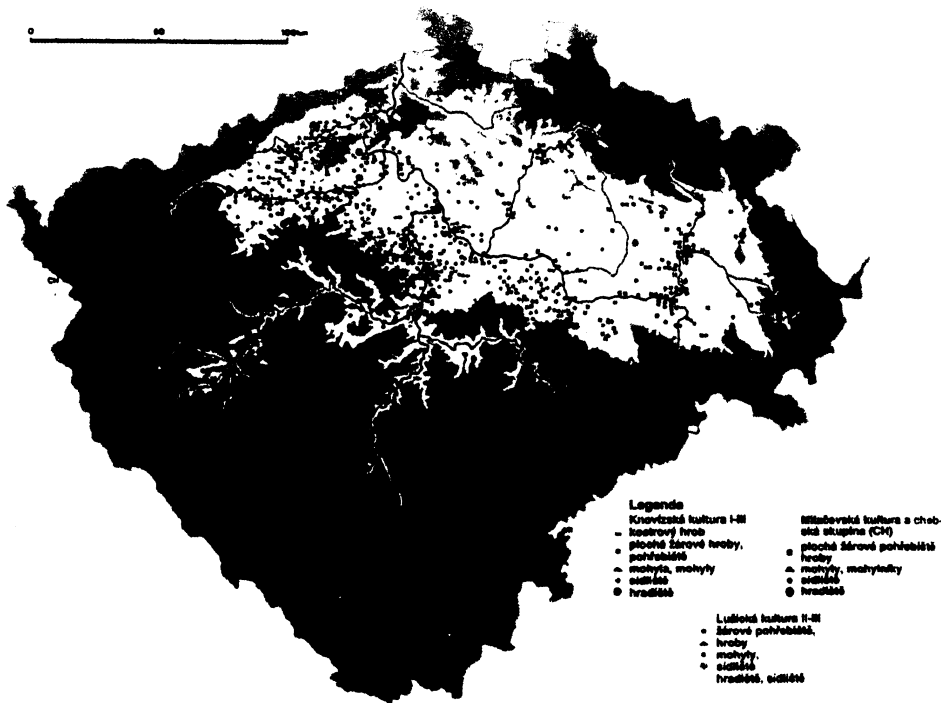 0 50 100km
Legenda
Knovízská kultura I-III
kostrový hrob
ploché žárové hroby,
pohřebiště
mohyla, mohyly
sídliště
hradiště
Milavečská kultura a cheb-
ská skupina (CH)
ploché žárové pohřebiště
hroby
mohyly, mohylníky
sídliště
hradiště
Lužická kultura II-III
žárové pohřebiště,
hroby
mohyly,
sídliště
hradiště, sídliště